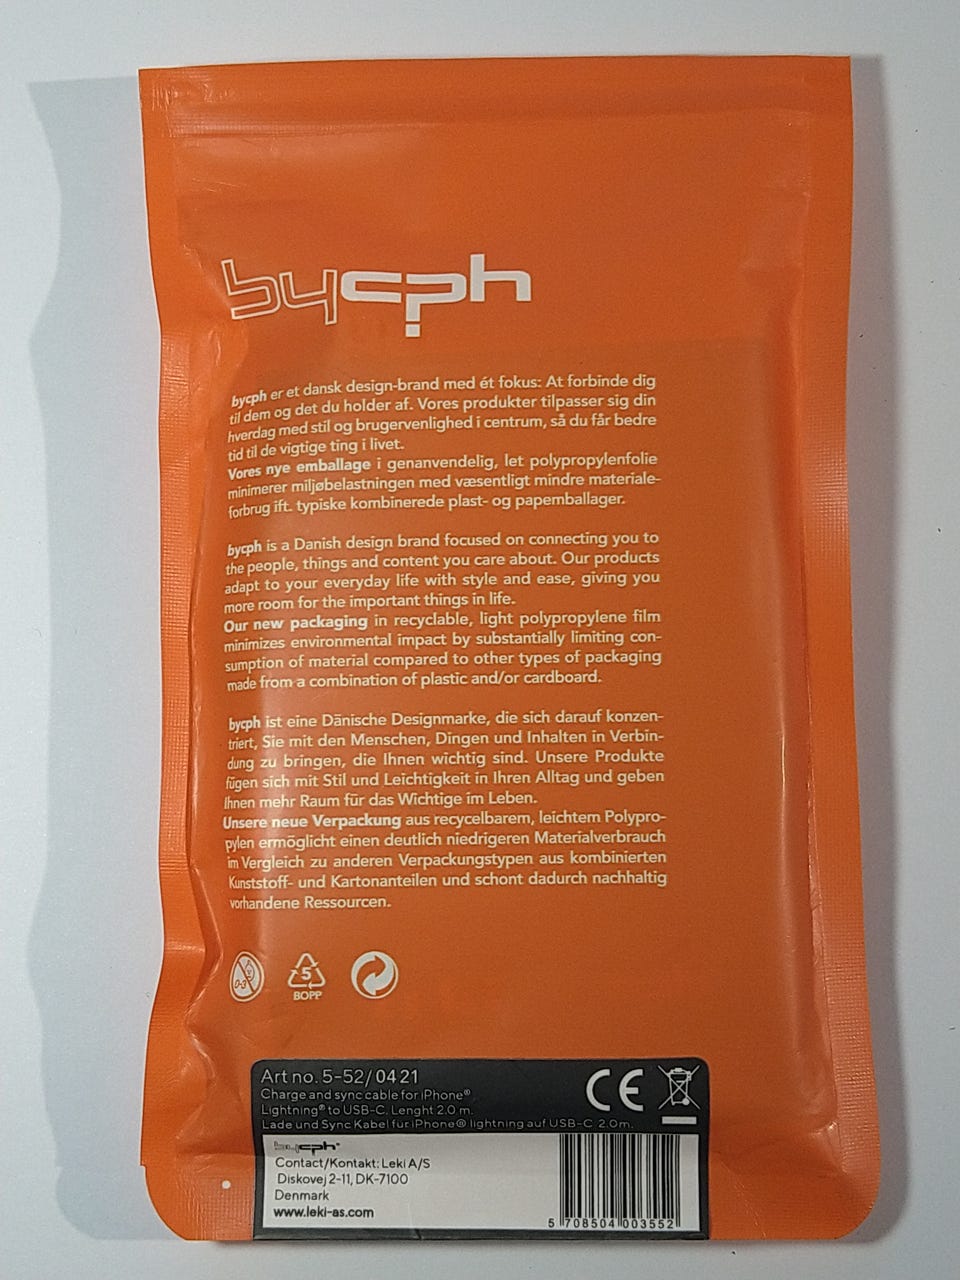 bycph
bycph er et dansk design-brand med ét fokus: At forbinde dig
til dem og det du holder af. Vores produkter tilpasser sig din
hverdag med stil og brugervenlighed i centrum, så du får bedre
tid til de vigtige ting i livet.
Vores nye emballage i genanvendelig, let polypropylenfolie
minimerer miljøbelastningen med væsentligt mindre materiale-
forbrug ift. typiske kombinerede plast- og papemballager.
bycph is a Danish design brand focused on connecting you to
the people, things and content you care about. Our products
adapt to your everyday life with style and ease, giving you
more room for the important things in life.
Our new packaging in recyclable, light polypropylene film
minimizes environmental impact by substantially limiting con-
sumption of material compared to other types of packaging
made from a combination of plastic and/or cardboard.
bycph ist eine Dänische Designmarke, die sich darauf konzen-
triert, Sie mit den Menschen, Dingen und Inhalten in Verbin-
dung zu bringen, die Ihnen wichtig sind. Unsere Produkte
fügen sich mit Stil und Leichtigkeit in Ihren Alltag und geben
Ihnen mehr Raum für das Wichtige im Leben.
Unsere neue Verpackung aus recycelbarem, leichtem Polypro-
pylen ermöglicht einen deutlich niedrigeren Materialverbrauch
im Vergleich zu anderen Verpackungstypen aus kombinierten
Kunststoff- und Kartonanteilen und schont dadurch nachhaltig
vorhandene Ressourcen.
0-3
5
BOPP
Art no. 5-52/0421
Charge and sync cable for iPhone®
Lightning® to USB-C. Lenght 2.0 m.
Lade und Sync Kabel für iPhone® lightning auf USB-C 2.0m.
CE
bycph
Contact/Kontakt: Leki A/S
Diskovej 2-11, DK-7100
Denmark
www.leki-as.com
5 708504 003552